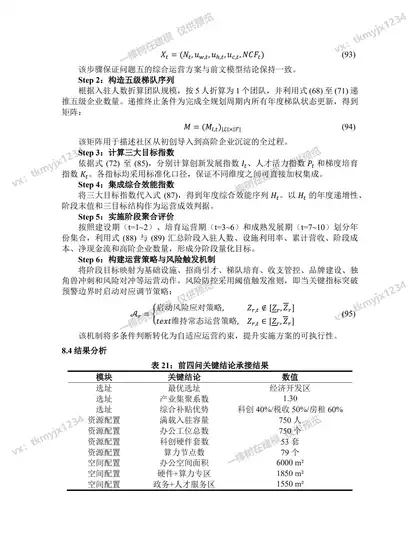 X_t = (N_t, u_{w,t}, u_{h,t}, u_{c,t}, NCF_t) (93)
该步骤保证问题五的综合运营方案与前文模型结论保持一致。
Step 2：构造五级梯队序列
根据入驻人数折算团队规模，按 5 人折算为 1 个团队，并利用式 (68) 至 (71) 递
推五级企业数量。递推终止条件为完成全规划周期内所有年度梯队状态更新，得到
矩阵：
M = (M_{l,t})_{|L|×|T|} (94)
该矩阵用于描述社区从初创导入到高阶企业沉淀的全过程。
Step 3：计算三大目标指数
依据式 (72) 至 (85)，分别计算创新发展指数 I_t、人才活力指数 P_t 和梯度培育
指数 K_t。各指标均采用标准化口径，保证不同维度之间可直接加权集成。
Step 4：集成综合效能指数
将三大目标指数代入式 (87)，得到年度综合效能序列 H_t。以 H_t 的年度递增性、
阶段末值和三目标结构作为运营成效判据。
Step 5：实施阶段聚合评价
按照建设期（t=1~2）、培育运营期（t=3~6）和成熟发展期（t=7~10）划分年
份集合，利用式 (88) 与 (89) 汇总阶段入驻人数、设施利用率、累计营收、阶段成
本、净现金流和高阶企业数量，形成分阶段量化目标。
Step 6：构建运营策略与风险触发机制
将阶段目标映射为基础设施、招商引才、梯队培育、收支管控、品牌建设、独
角兽冲刺和风险对冲等运营动作。风险防控采用阈值触发准则，即当关键指标突破
预警边界时启动对应调节策略：
A_r = {启动风险应对策略, Z_{r,t} ∉ [Z_r, Z_r]
text维持常态运营策略, Z_{r,t} ∈ [Z_r, Z_r] (95)
该机制将多条件判断转化为自适应运营约束，提升实施方案的可执行性。
8.4 结果分析
表 21：前四问关键结论承接结果
模块 关键结论 数值
选址 最优选址 经济开发区
选址 产业集聚系数 1.30
选址 综合补贴优势 科创 40%/税收 50%/房租 60%
资源配置 满载入驻容量 750 人
资源配置 办公工位总数 750 个
资源配置 科创硬件套数 53 套
资源配置 算力节点数 79 个
空间配置 办公空间面积 6000 m²
空间配置 硬件+算力专区 1850 m²
空间配置 政务+人才服务区 1550 m²
vx: tkmyjx1234
一棵树在建模 仅供预览